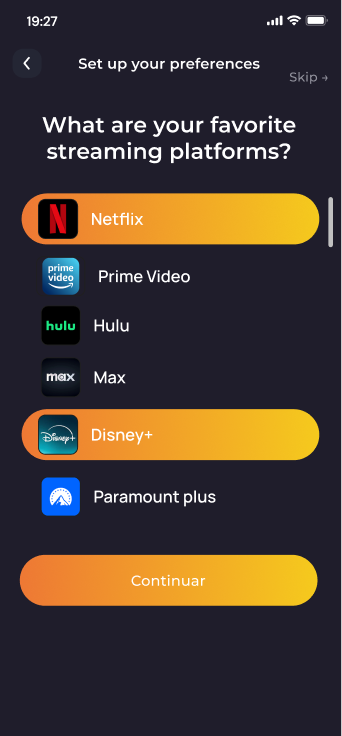 19:27
Set up your preferences
Skip →
What are your favorite
streaming platforms?
N Netflix
prime
video
Prime Video
hulu Hulu
max Max
Disney+ Disney+
Paramount plus
Continuar